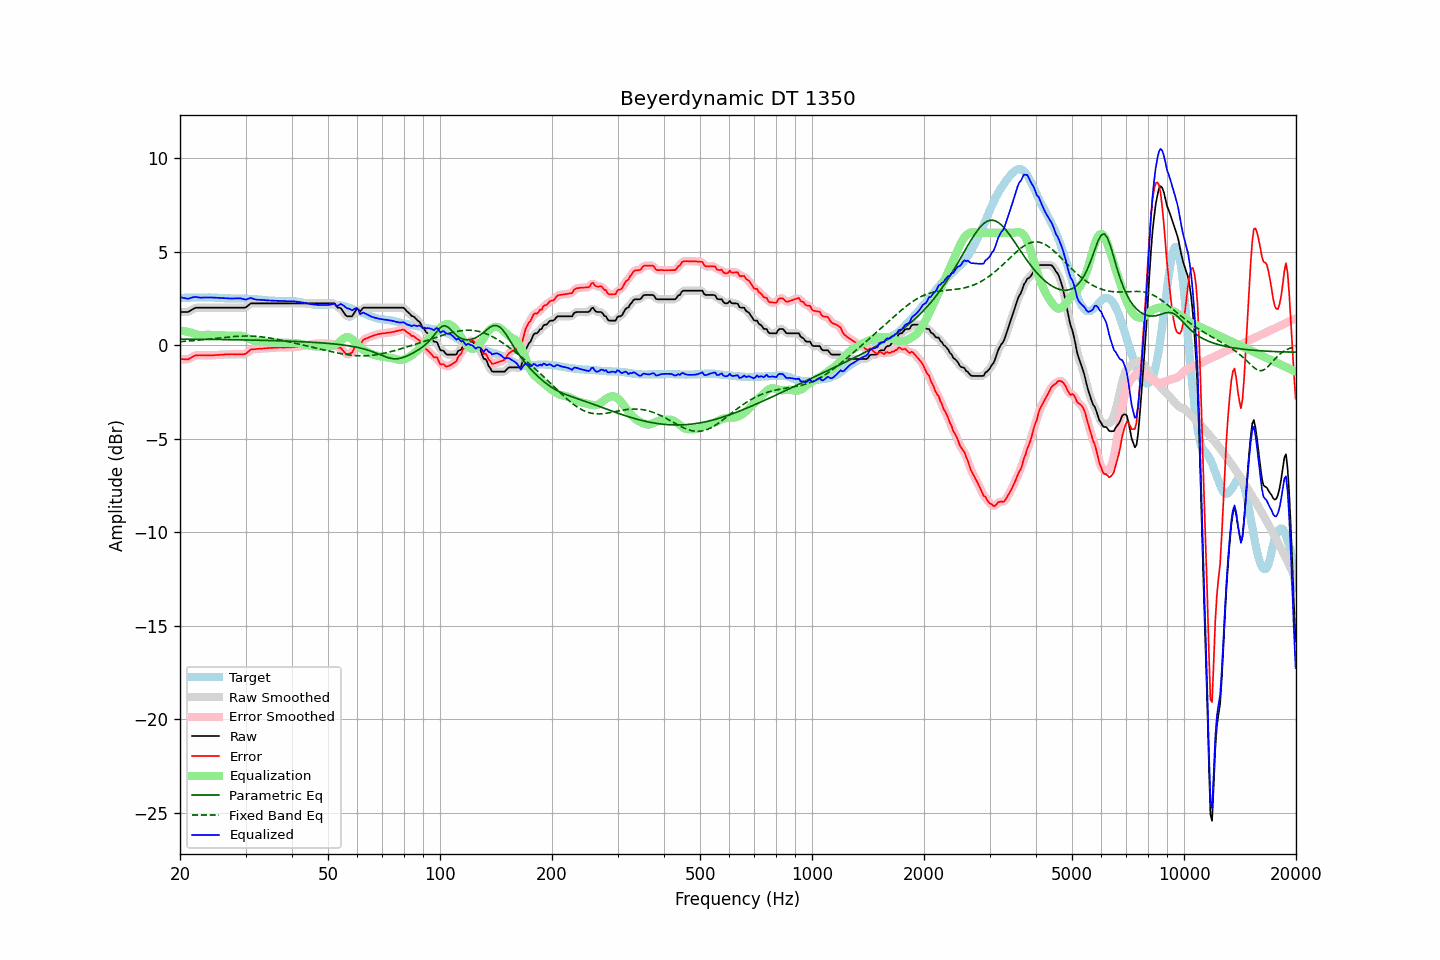 Beyerdynamic DT 1350
10
5
0
−5
−10
−15
−20
−25
Amplitude (dBr)
Target
Raw Smoothed
Error Smoothed
Raw
Error
Equalization
Parametric Eq
Fixed Band Eq
Equalized
20 50 100 200 500 1000 2000 5000 10000 20000
Frequency (Hz)